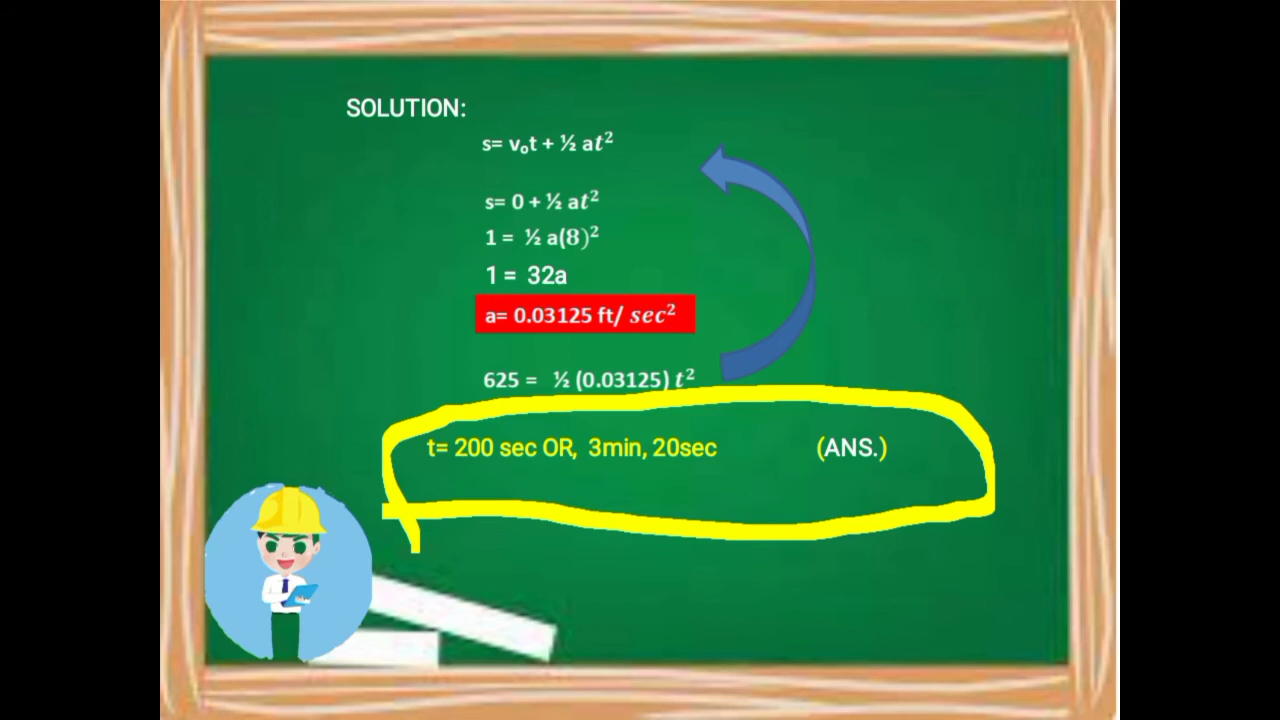 SOLUTION:
s= vₒt + ½ at²
s= 0 + ½ at²
1 = ½ a(8)²
1 = 32a
a= 0.03125 ft/ sec²
625 = ½ (0.03125) t²
t= 200 sec OR, 3min, 20sec (ANS.)